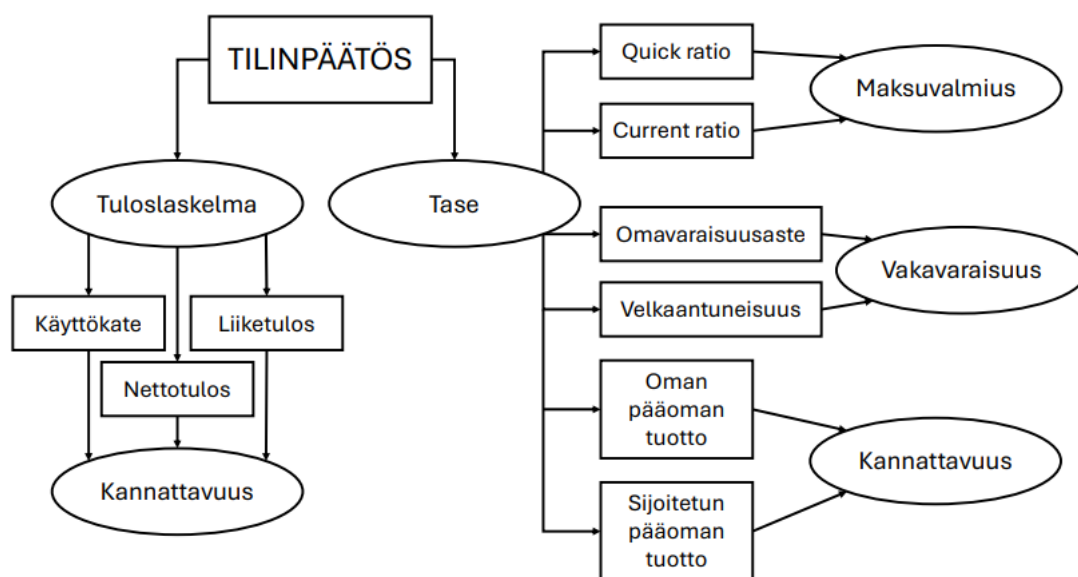 TILINPÄÄTÖS
Tuloslaskelma
Tase
Käyttökate
Liiketulos
Nettotulos
Kannattavuus
Quick ratio
Current ratio
Maksuvalmius
Omavaraisuusaste
Velkaantuneisuus
Vakavaraisuus
Oman
pääoman
tuotto
Sijoitetun
pääoman
tuotto
Kannattavuus